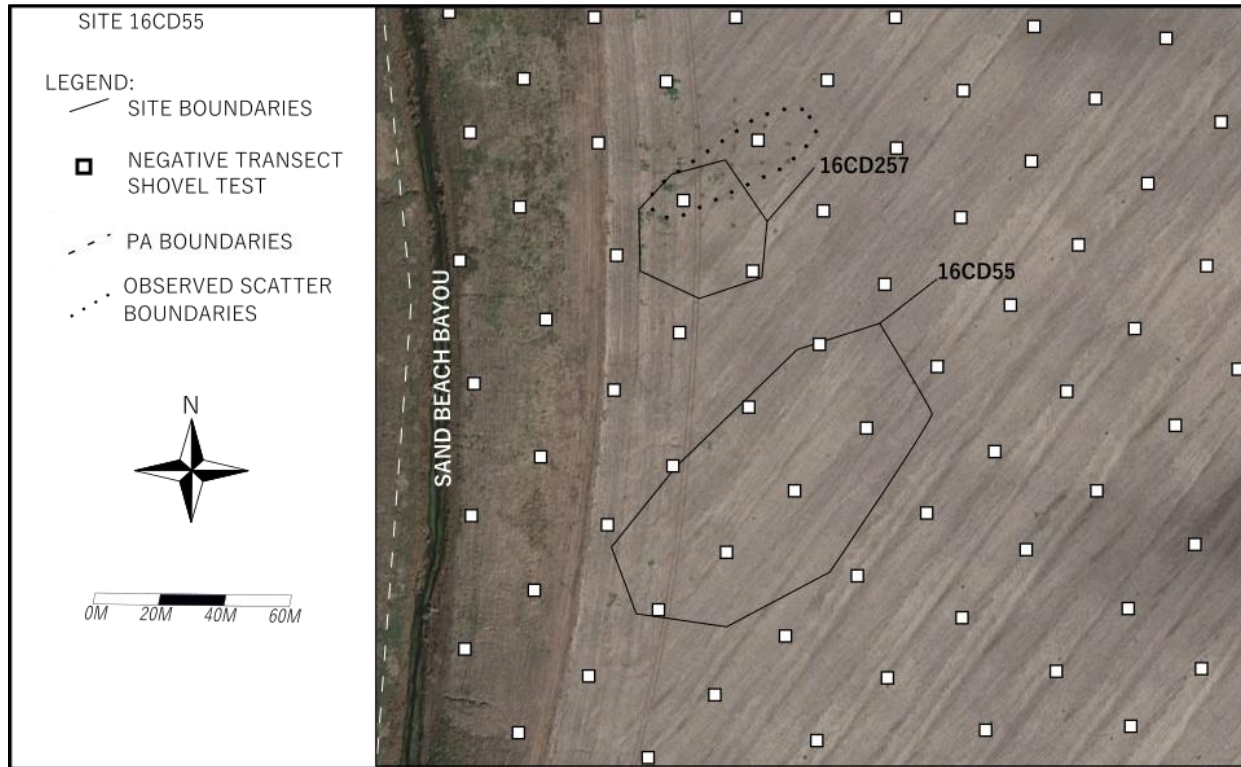 SITE 16CD55
LEGEND:
SITE BOUNDARIES
NEGATIVE TRANSECT
SHOVEL TEST
PA BOUNDARIES
OBSERVED SCATTER
BOUNDARIES
N
0M 20M 40M 60M
SAND BEACH BAYOU
16CD257
16CD55